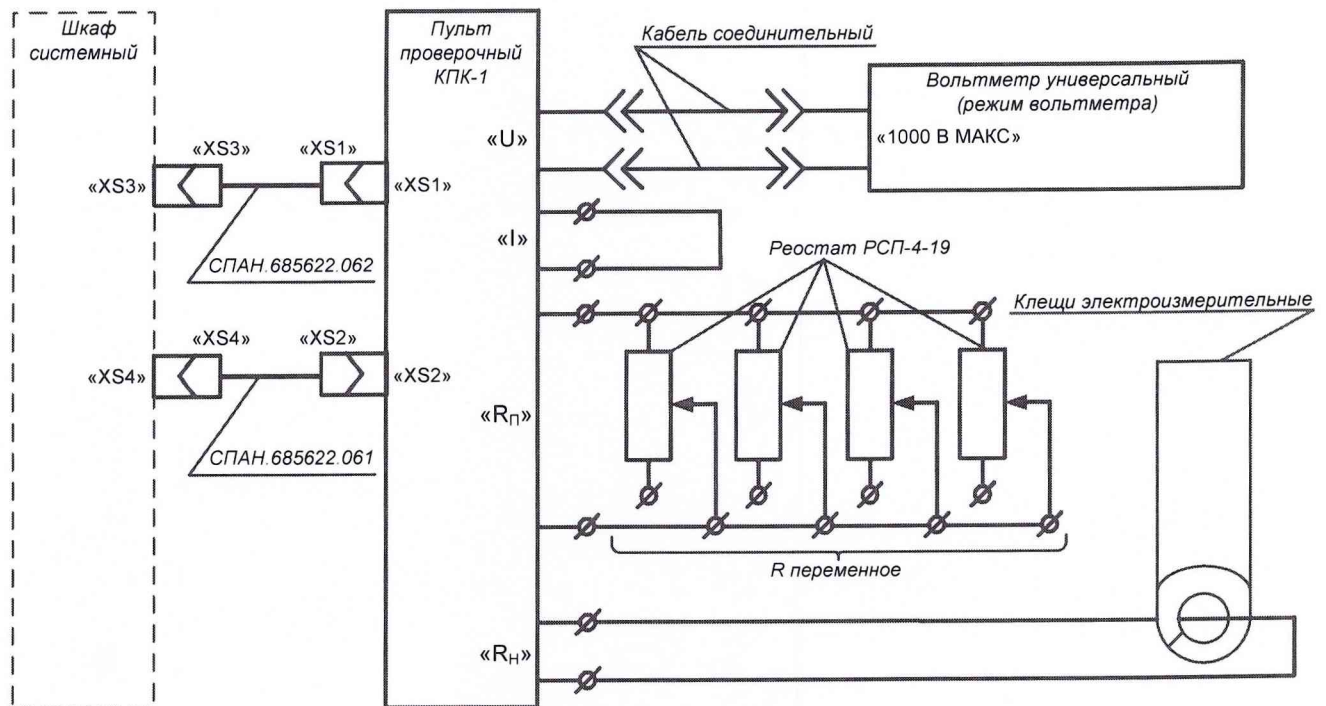 Шкаф
системный
Пульт
проверочный
КПК-1
Кабель соединительный
Вольтметр универсальный
(режим вольтметра)
«1000 В МАКС»
«U»
«XS3»
«XS1»
«XS3»
«XS1»
СПАН.685622.062
«I»
Реостат РСП-4-19
Клещи электроизмерительные
«XS4»
«XS2»
«XS4»
«XS2»
СПАН.685622.061
«RП»
R переменное
«RН»